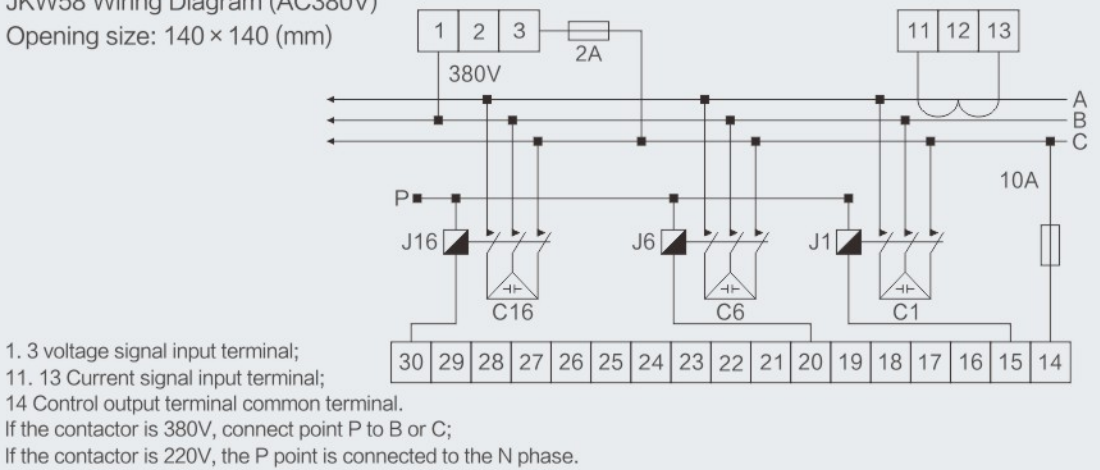 JKW58 Wiring Diagram (AC380V)
Opening size: 140 × 140 (mm)
1 2 3
2A
11 12 13
380V
A
B
C
10A
P
J16
J6
J1
C16
C6
C1
30 29 28 27 26 25 24 23 22 21 20 19 18 17 16 15 14
1. 3 voltage signal input terminal;
11. 13 Current signal input terminal;
14 Control output terminal common terminal.
If the contactor is 380V, connect point P to B or C;
If the contactor is 220V, the P point is connected to the N phase.